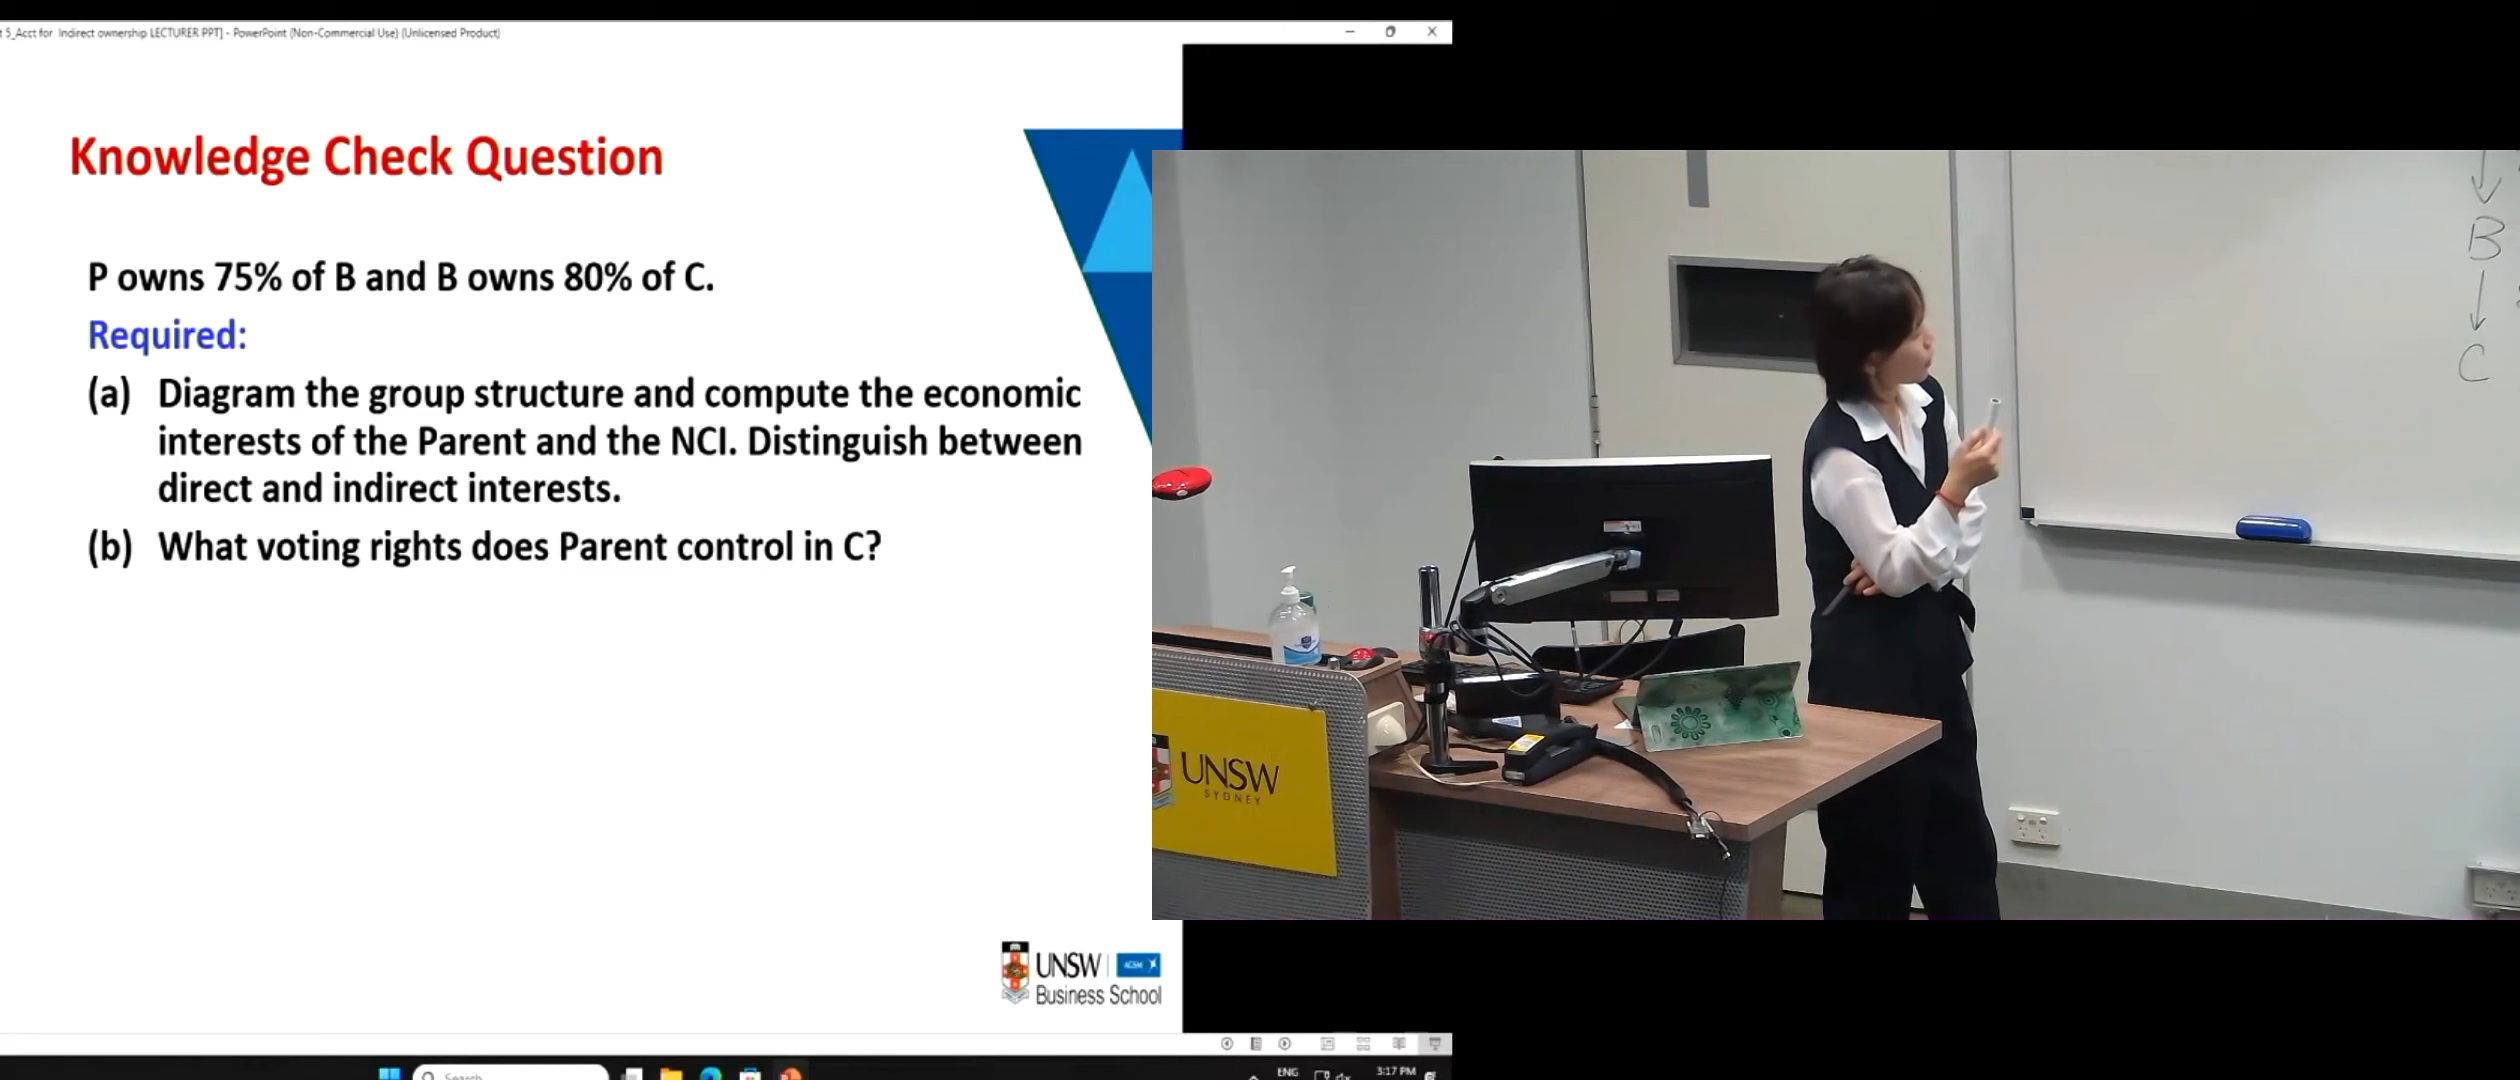 t 5_Acct for Indirect ownership LECTURER PPT] - PowerPoint (Non-Commercial Use) (Unlicensed Product)
Knowledge Check Question
P owns 75% of B and B owns 80% of C.
Required:
(a) Diagram the group structure and compute the economic
interests of the Parent and the NCI. Distinguish between
direct and indirect interests.
(b) What voting rights does Parent control in C?
B
C
UNSW
SYDNEY
UNSW
AGSM
Business School
Search
ENG
3:17 PM